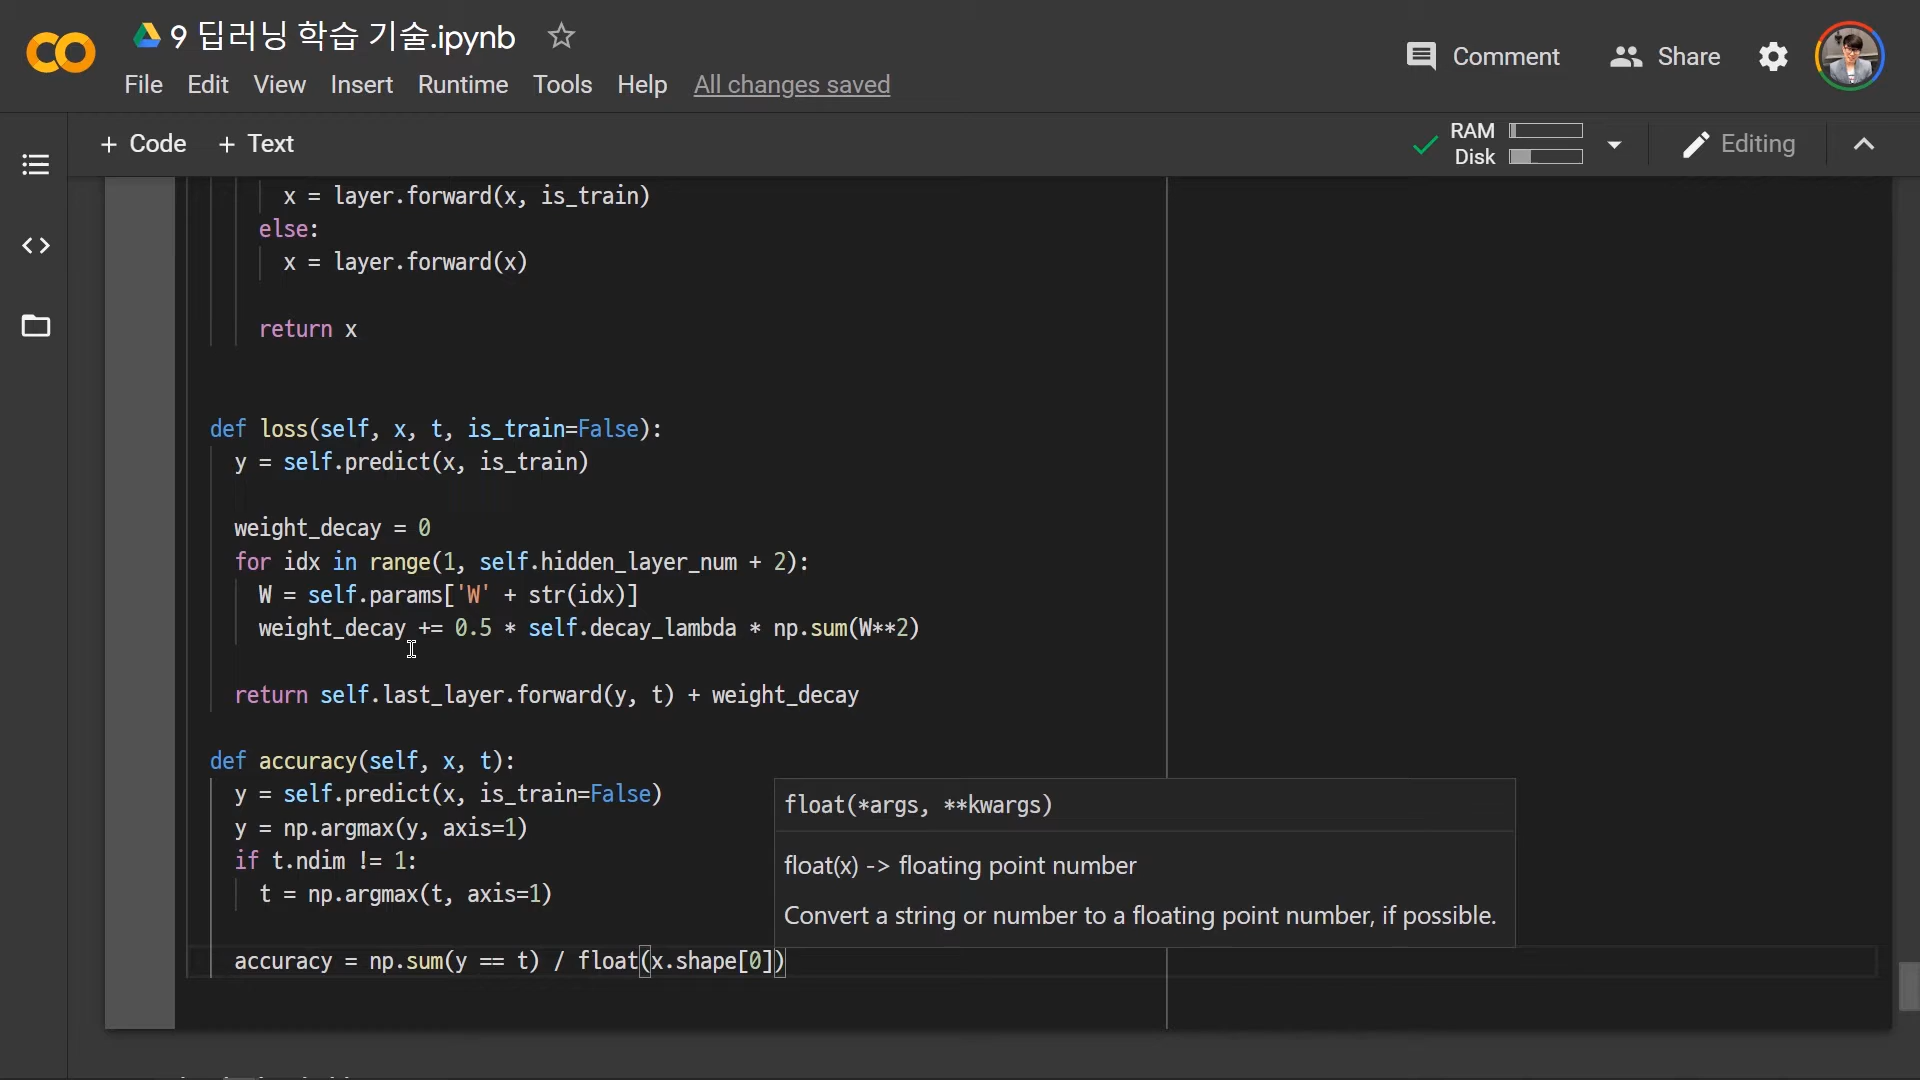 9 딥러닝 학습 기술.ipynb
Comment
Share
File Edit View Insert Runtime Tools Help All changes saved
+ Code + Text
RAM
Disk
Editing
x = layer.forward(x, is_train)
else:
x = layer.forward(x)
return x
def loss(self, x, t, is_train=False):
y = self.predict(x, is_train)
weight_decay = 0
for idx in range(1, self.hidden_layer_num + 2):
W = self.params['W' + str(idx)]
weight_decay += 0.5 * self.decay_lambda * np.sum(W**2)
return self.last_layer.forward(y, t) + weight_decay
def accuracy(self, x, t):
y = self.predict(x, is_train=False)
y = np.argmax(y, axis=1)
if t.ndim != 1:
t = np.argmax(t, axis=1)
float(*args, **kwargs)
float(x) -> floating point number
Convert a string or number to a floating point number, if possible.
accuracy = np.sum(y == t) / float(x.shape[0])